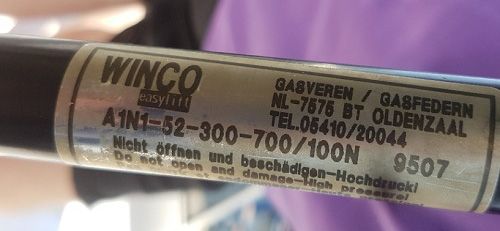 WINCO
easylift
GASVEREN / GASFEDERN
NL-7575 BT OLDENZAAL
TEL.05410/20044
A1N1-52-300-700/100N 9507
Nicht öffnen und beschädigen-Hochdruck!
Do not open and damage-High pressure!